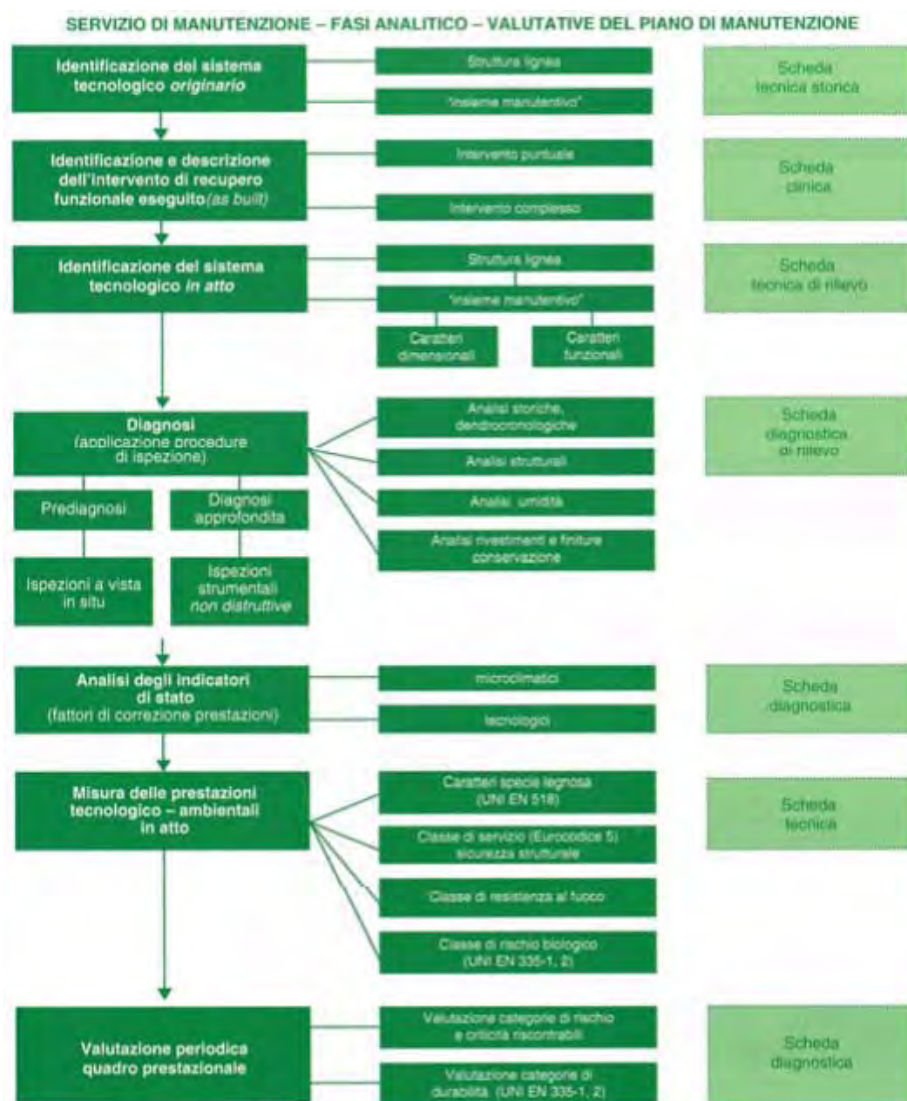 SERVIZIO DI MANUTENZIONE – FASI ANALITICO – VALUTATIVE DEL PIANO DI MANUTENZIONE
Identificazione del sistema
tecnologico originario
Struttura lignea
"insieme manutentivo"
Scheda
tecnica storica
Identificazione e descrizione
dell'intervento di recupero
funzionale eseguito (as built)
Intervento puntuale
Intervento complesso
Scheda
clinica
Identificazione del sistema
tecnologico in atto
Struttura lignea
"insieme manutentivo"
Caratteri
dimensionali
Caratteri
funzionali
Scheda
tecnica di rilievo
Diagnosi
(applicazione procedure
di ispezione)
Prediagnosi
Diagnosi
approfondita
Ispezioni a vista
in situ
Ispezioni
strumentali
non distruttive
Analisi storiche,
dendrocronologiche
Analisi strutturali
Analisi umidità
Analisi rivestimenti e finiture
conservazione
Scheda
diagnostica
di rilievo
Analisi degli indicatori
di stato
(fattori di correzione prestazioni)
microclimatici
tecnologici
Scheda
diagnostica
Misura delle prestazioni
tecnologico – ambientali
in atto
Caratteri specie legnosa
(UNI EN 518)
Classe di servizio (Eurocodice 5)
sicurezza strutturale
Classe di resistenza al fuoco
Classe di rischio biologico
(UNI EN 335-1, 2)
Scheda
tecnica
Valutazione periodica
quadro prestazionale
Valutazione categorie di rischio
e criticità riscontrabili
Valutazione categorie di
durabilità (UNI EN 335-1, 2)
Scheda
diagnostica